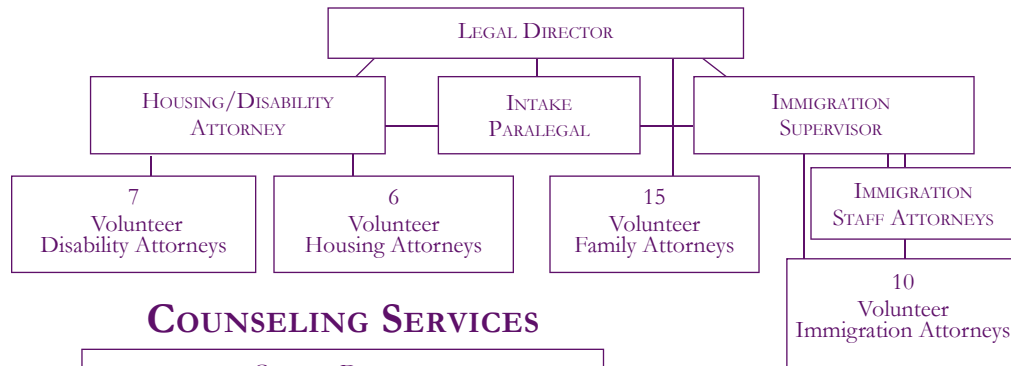 Legal Director
Housing/Disability
Attorney
Intake
Paralegal
Immigration
Supervisor
7
Volunteer
Disability Attorneys
6
Volunteer
Housing Attorneys
15
Volunteer
Family Attorneys
Immigration
Staff Attorneys
10
Volunteer
Immigration Attorneys
Counseling Services